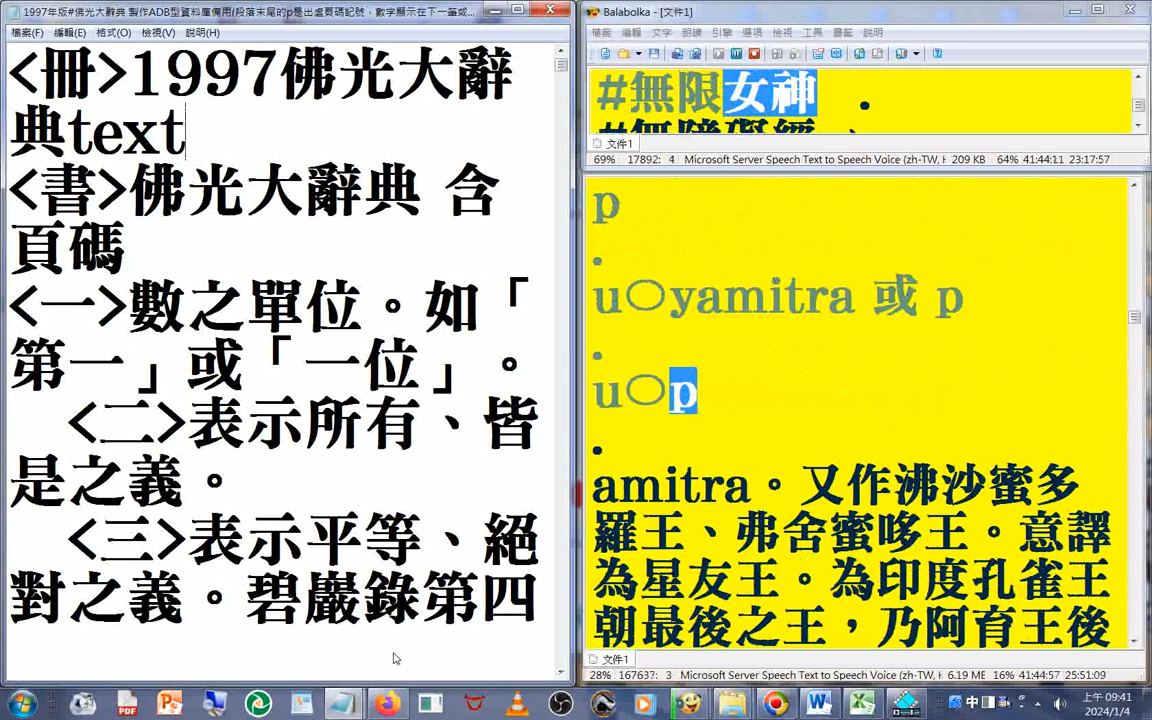 1997年版#佛光大辭典 製作ADB型資料庫備用(段落末尾的p是出處頁碼記號，數字顯示在下一筆或...
檔案(F) 編輯(E) 格式(O) 檢視(V) 說明(H)
<冊>1997佛光大辭
典text
<書>佛光大辭典 含
頁碼
<一>數之單位。如「
第一」或「一位」。
<二>表示所有、皆
是之義。
<三>表示平等、絕
對之義。碧巖錄第四
Balabolka - [文件1]
檔案 編輯 文字 朗讀 引擎 選項 檢視 工具 書籤 說明
#無限女神 .
#無障礙經、
文件1
69% 17892: 4 Microsoft Server Speech Text to Speech Voice (zh-TW, H 209 KB 64% 41:44:11 23:17:57
p
.
u○yamitra 或 p
.
u○p
.
amitra。又作沸沙蜜多
羅王、弗舍蜜哆王。意譯
為星友王。為印度孔雀王
朝最後之王，乃阿育王後
文件1
28% 167637: 3 Microsoft Server Speech Text to Speech Voice (zh-TW, H 6.19 MB 16% 41:44:57 25:51:09
PDF
中
上午 09:41
2024/1/4